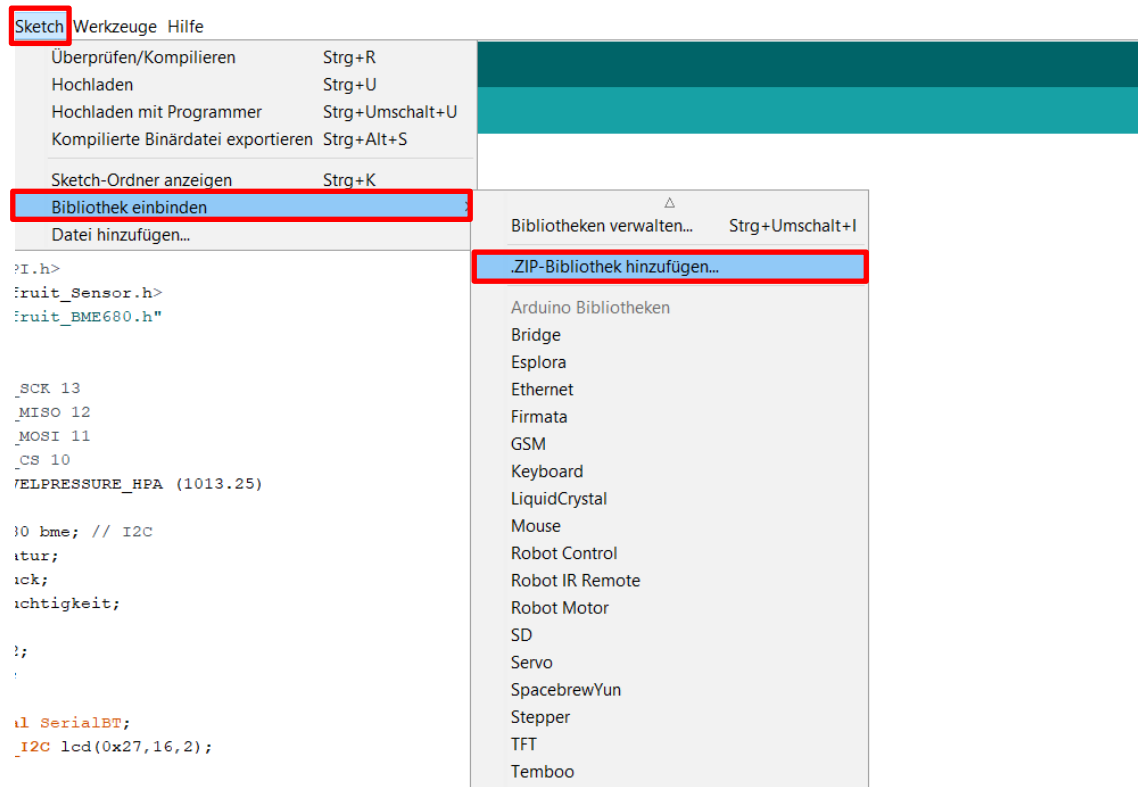 Sketch Werkzeuge Hilfe
Überprüfen/Kompilieren Strg+R
Hochladen Strg+U
Hochladen mit Programmer Strg+Umschalt+U
Kompilierte Binärdatei exportieren Strg+Alt+S
Sketch-Ordner anzeigen Strg+K
Bibliothek einbinden
Datei hinzufügen...
Bibliotheken verwalten... Strg+Umschalt+I
.ZIP-Bibliothek hinzufügen...
Arduino Bibliotheken
Bridge
Esplora
Ethernet
Firmata
GSM
Keyboard
LiquidCrystal
Mouse
Robot Control
Robot IR Remote
Robot Motor
SD
Servo
SpacebrewYun
Stepper
TFT
Temboo
PI.h>
fruit_Sensor.h>
fruit_BME680.h"
_SCK 13
_MISO 12
_MOSI 11
_CS 10
VELPRESSURE_HPA (1013.25)
80 bme; // I2C
atur;
uck;
uchtigkeit;
2;
al SerialBT;
_I2C lcd(0x27,16,2);